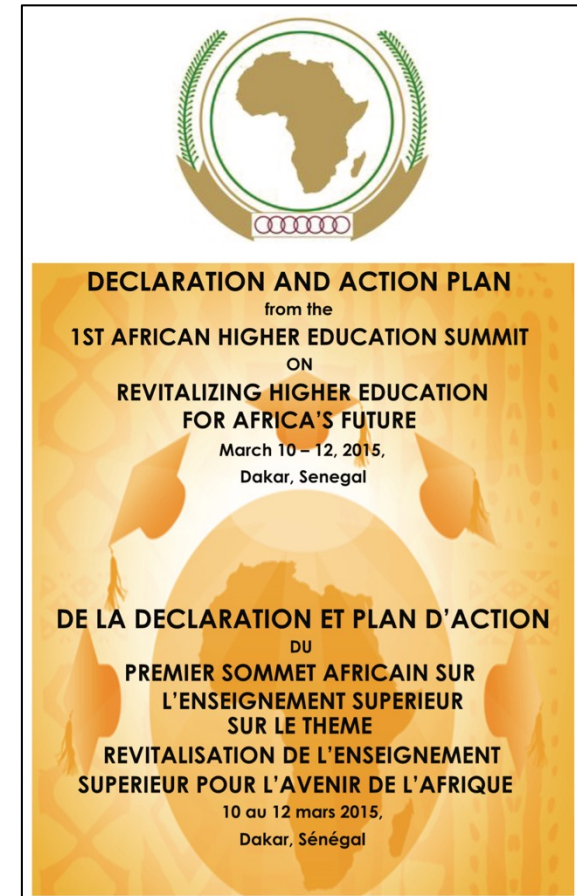 DECLARATION AND ACTION PLAN
from the
1ST AFRICAN HIGHER EDUCATION SUMMIT
ON
REVITALIZING HIGHER EDUCATION
FOR AFRICA'S FUTURE
March 10 – 12, 2015,
Dakar, Senegal
DE LA DECLARATION ET PLAN D'ACTION
DU
PREMIER SOMMET AFRICAIN SUR
L'ENSEIGNEMENT SUPERIEUR
SUR LE THEME
REVITALISATION DE L'ENSEIGNEMENT
SUPERIEUR POUR L'AVENIR DE L'AFRIQUE
10 au 12 mars 2015,
Dakar, Sénégal